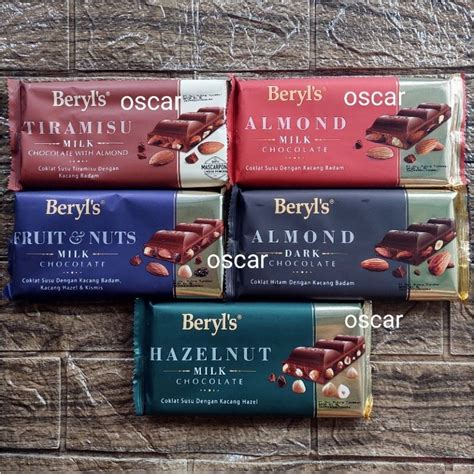 oscar
oscar
Beryl's
TIRAMISU
MILK
CHOCOLATE WITH ALMOND
Coklat Susu Tiramisu Dengan
Kacang Badam
MASCARPONE
Beryl's
ALMOND
MILK
CHOCOLATE
Coklat Susu Dengan Kacang Badam
Beryl's
FRUIT & NUTS
MILK
CHOCOLATE
Coklat Susu Dengan Kacang Badam,
Kacang Hazel & Kismis
oscar
Beryl's
ALMOND
DARK
CHOCOLATE
Coklat Hitam Dengan Kacang Badam
Beryl's
oscar
HAZELNUT
MILK
CHOCOLATE
Coklat Susu Dengan Kacang Hazel